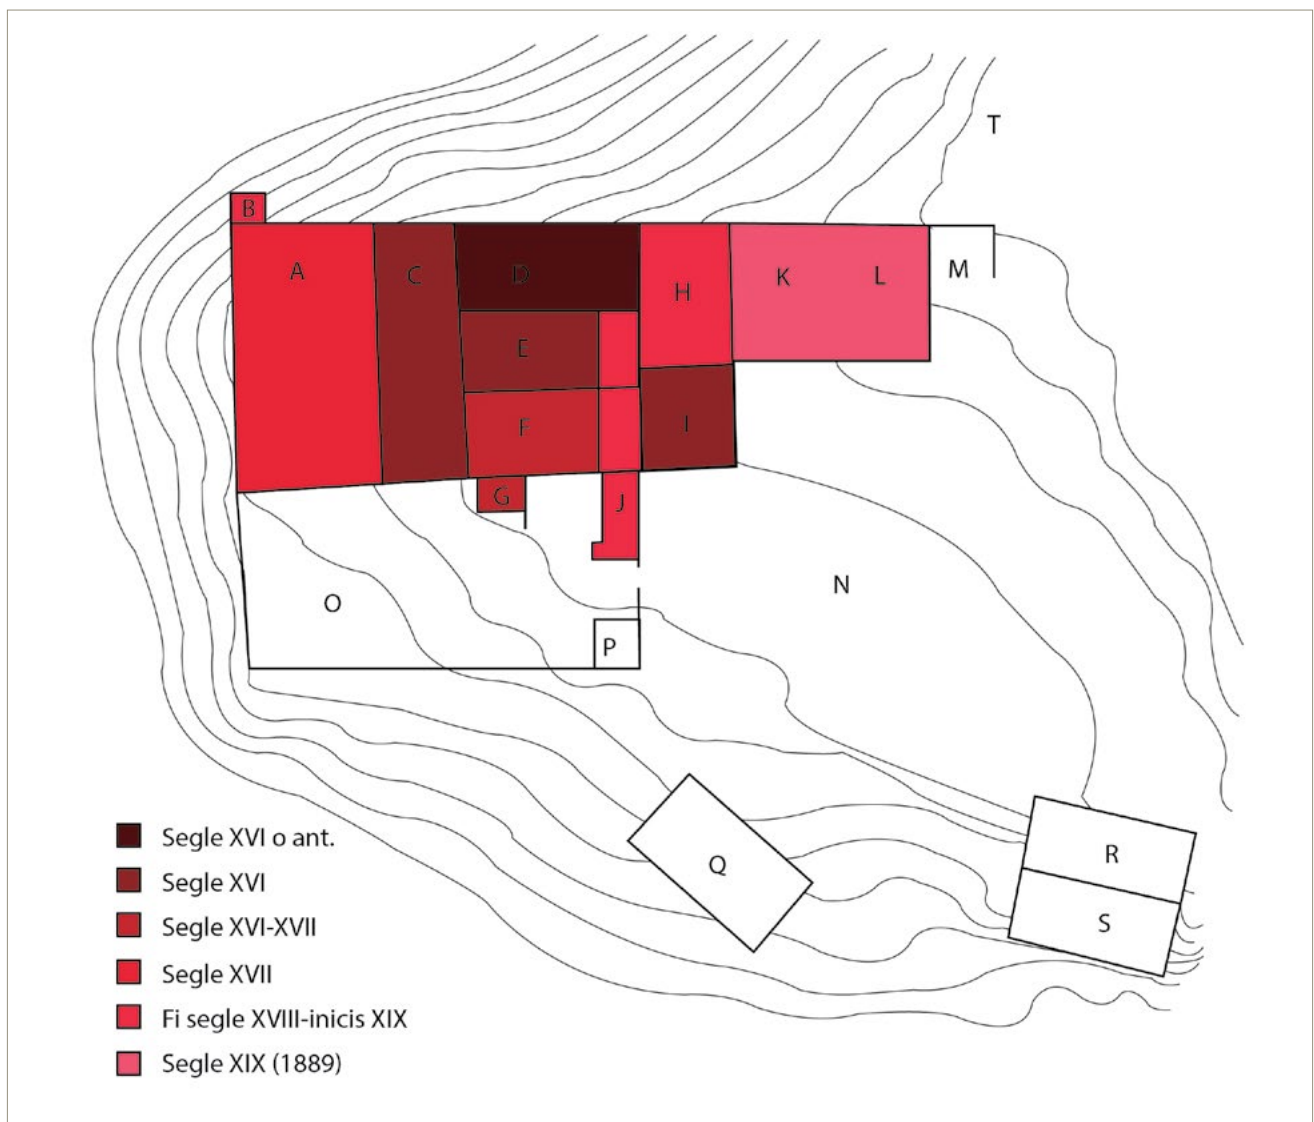 T
B
A
C
D
H
K
L
M
E
F
I
G
J
N
O
P
Q
R
S
Segle XVI o ant.
Segle XVI
Segle XVI-XVII
Segle XVII
Fi segle XVIII-inicis XIX
Segle XIX (1889)